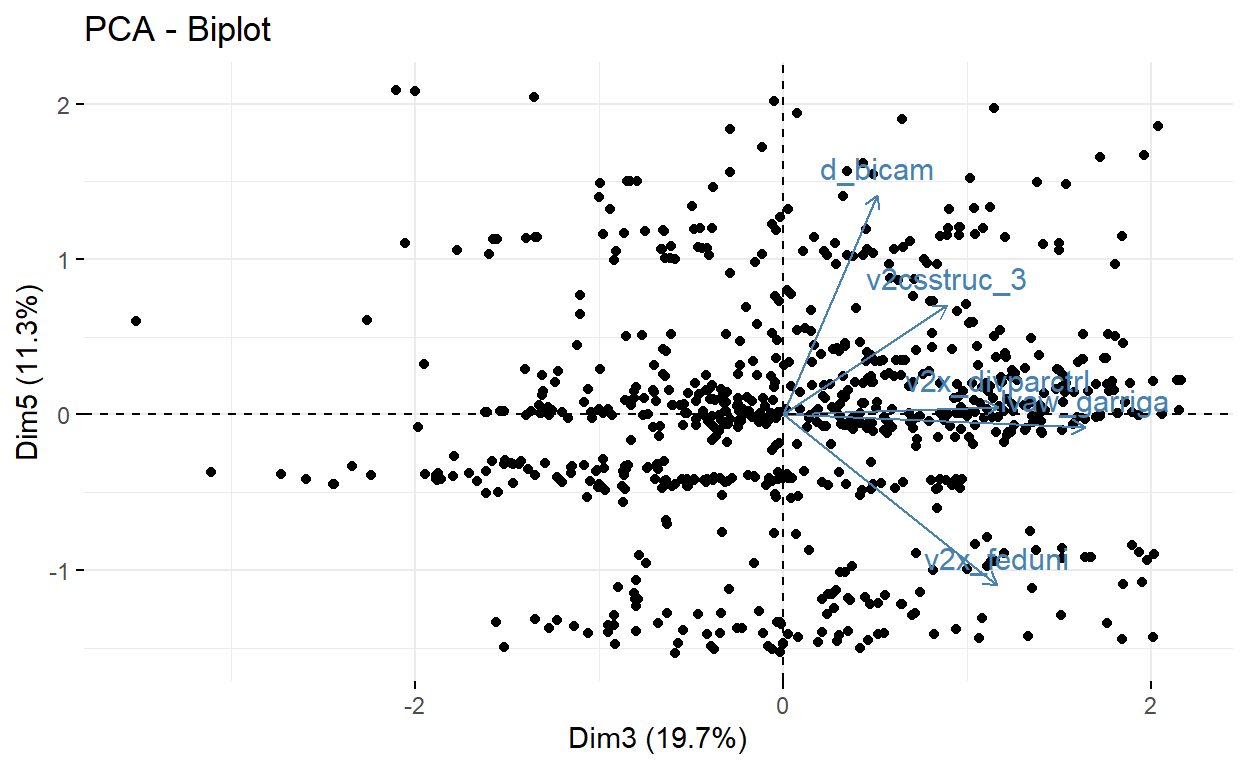 PCA - Biplot
2
1
0
-1
Dim5 (11.3%)
d_bicam
v2csstruc_3
v2x_divparctrl
lvaw_garriga
v2x_feduni
-2
0
2
Dim3 (19.7%)